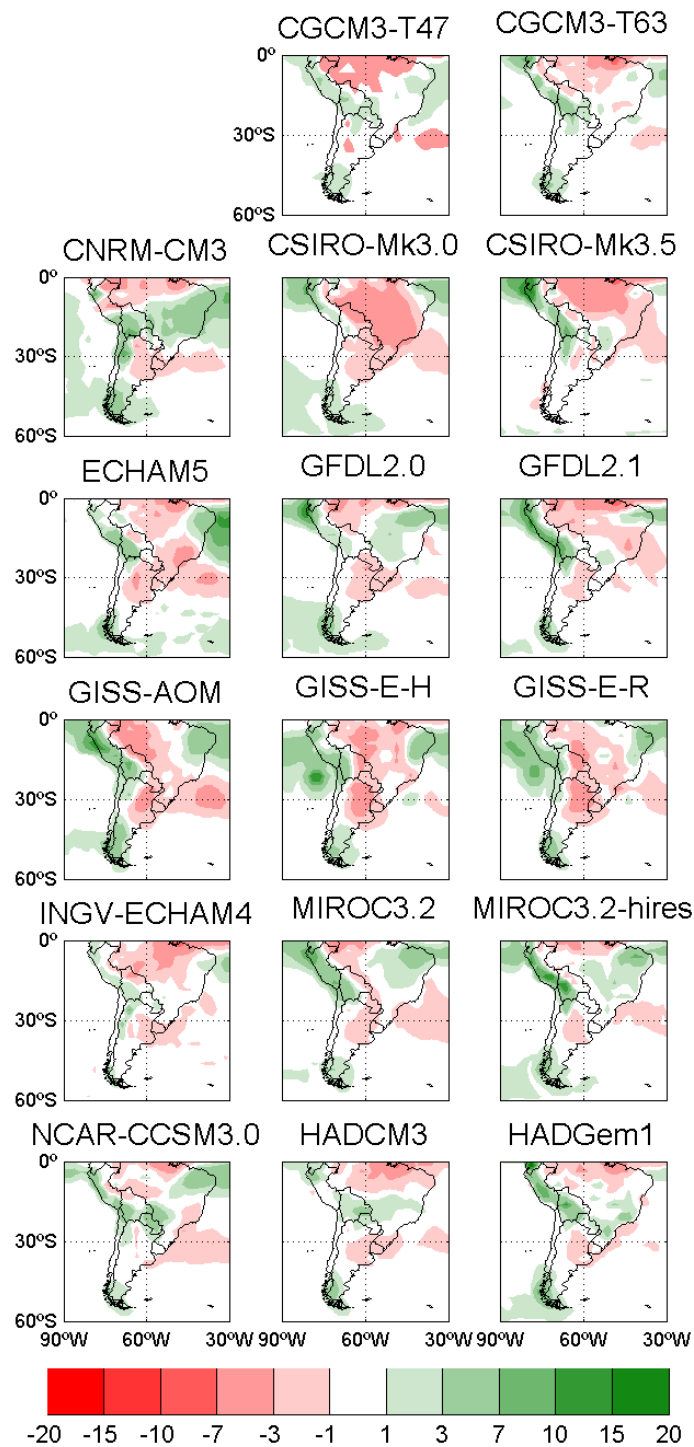 CGCM3-T47 CGCM3-T63
0º
30ºS
60ºS
CNRM-CM3 CSIRO-Mk3.0 CSIRO-Mk3.5
0º
30ºS
60ºS
ECHAM5 GFDL2.0 GFDL2.1
0º
30ºS
60ºS
GISS-AOM GISS-E-H GISS-E-R
0º
30ºS
60ºS
INGV-ECHAM4 MIROC3.2 MIROC3.2-hires
0º
30ºS
60ºS
NCAR-CCSM3.0 HADCM3 HADGem1
0º
30ºS
60ºS
90ºW 60ºW 30ºW 90ºW 60ºW 30ºW 90ºW 60ºW 30ºW
-20 -15 -10 -7 -3 -1 1 3 7 10 15 20